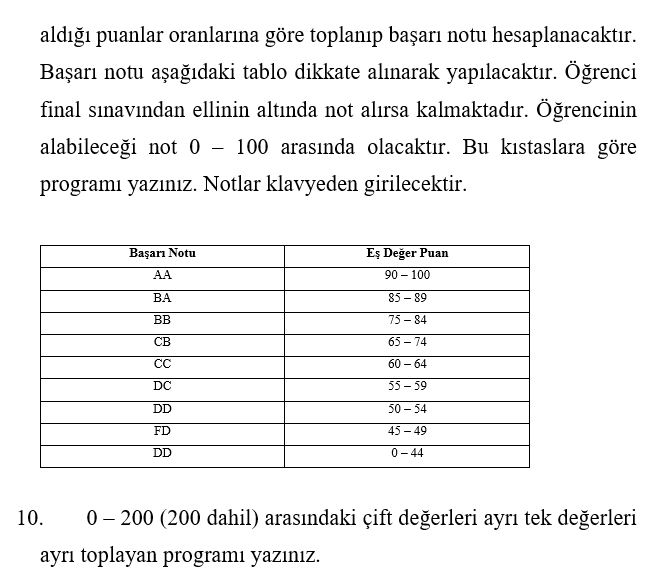 aldığı puanlar oranlarına göre toplanıp başarı notu hesaplanacaktır.
Başarı notu aşağıdaki tablo dikkate alınarak yapılacaktır. Öğrenci
final sınavından ellinin altında not alırsa kalmaktadır. Öğrencinin
alabileceği not 0 – 100 arasında olacaktır. Bu kıstaslara göre
programı yazınız. Notlar klavyeden girilecektir.
Başarı Notu Eş Değer Puan
AA 90 – 100
BA 85 – 89
BB 75 – 84
CB 65 – 74
CC 60 – 64
DC 55 – 59
DD 50 – 54
FD 45 – 49
DD 0 – 44
10. 0 – 200 (200 dahil) arasındaki çift değerleri ayrı tek değerleri
ayrı toplayan programı yazınız.